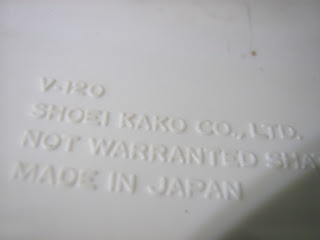 V-120
SHOEI KAKO CO., LTD.
NOT WARRANTED
MADE IN JAPAN